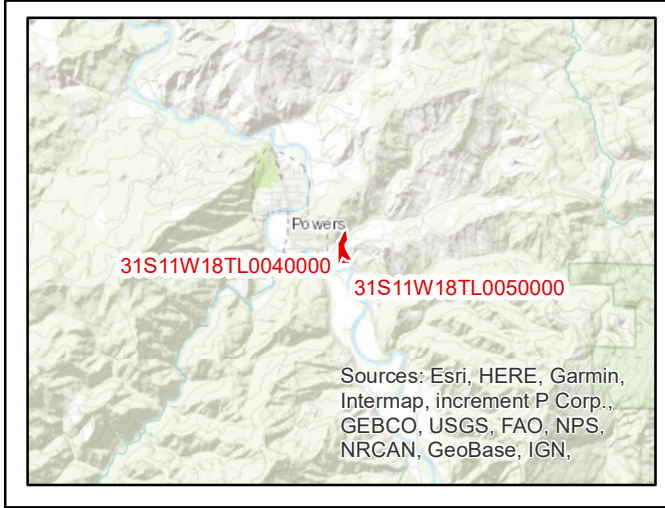 Powers
31S11W18TL0040000
31S11W18TL0050000
Sources: Esri, HERE, Garmin,
Intermap, increment P Corp.,
GEBCO, USGS, FAO, NPS,
NRCAN, GeoBase, IGN,